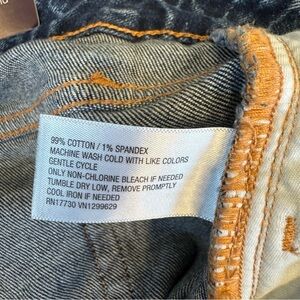 99% COTTON / 1% SPANDEX
MACHINE WASH COLD WITH LIKE COLORS
GENTLE CYCLE
ONLY NON-CHLORINE BLEACH IF NEEDED
TUMBLE DRY LOW, REMOVE PROMPTLY
COOL IRON IF NEEDED
RN17730 VN1299629